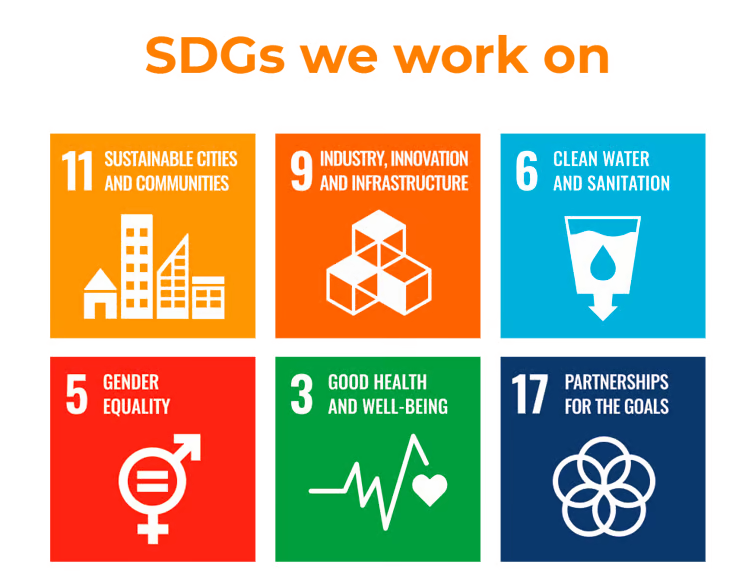 SDGs we work on
11 SUSTAINABLE CITIES
AND COMMUNITIES
9 INDUSTRY, INNOVATION
AND INFRASTRUCTURE
6 CLEAN WATER
AND SANITATION
5 GENDER
EQUALITY
3 GOOD HEALTH
AND WELL-BEING
17 PARTNERSHIPS
FOR THE GOALS